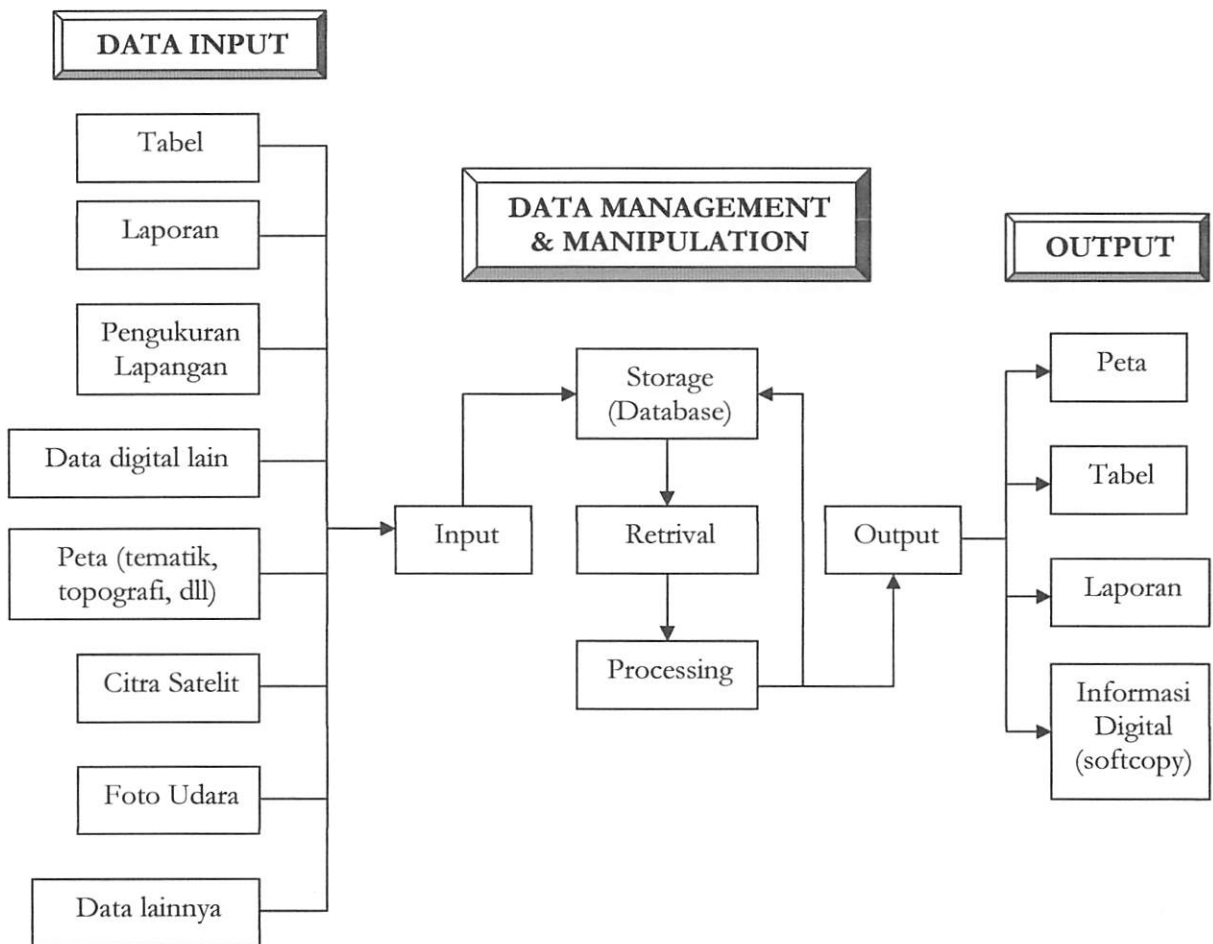 DATA INPUT
Tabel
Laporan
Pengukuran
Lapangan
Data digital lain
Peta (tematik,
topografi, dll)
Citra Satelit
Foto Udara
Data lainnya
DATA MANAGEMENT
& MANIPULATION
Input
Storage
(Database)
Retrival
Processing
Output
OUTPUT
Peta
Tabel
Laporan
Informasi
Digital
(softcopy)